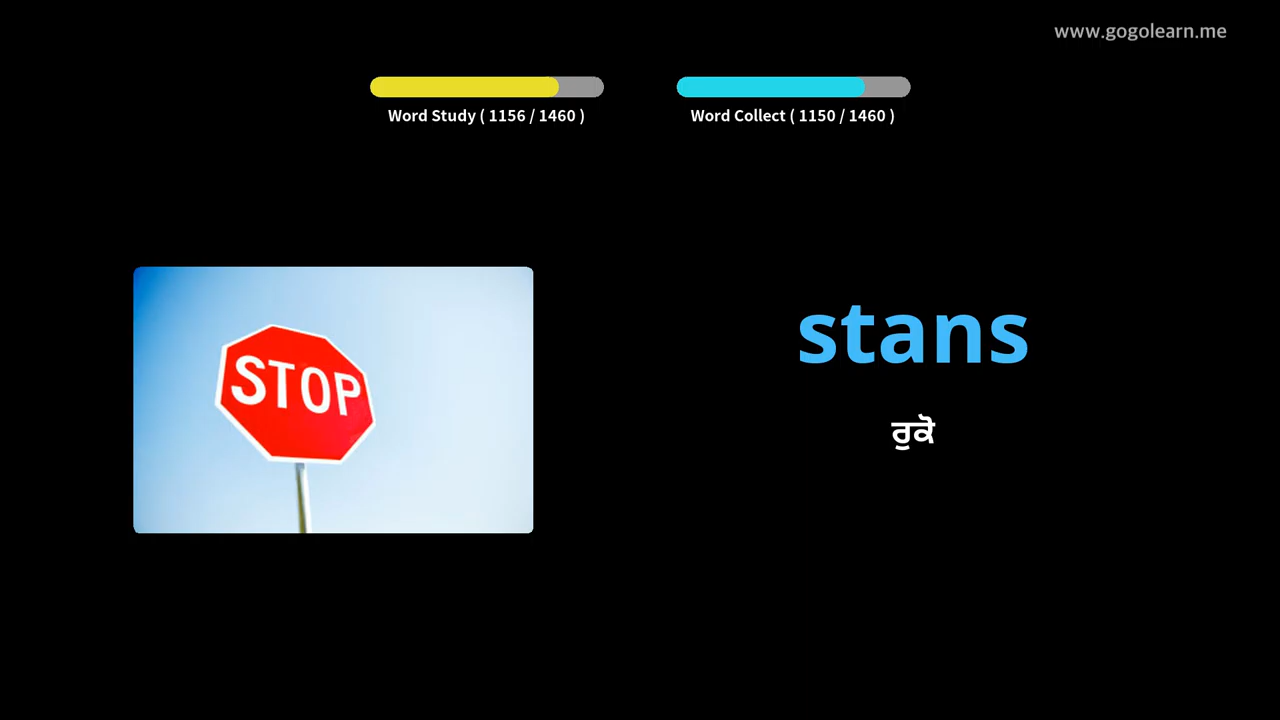 www.gogolearn.me
Word Study ( 1156 / 1460 )
Word Collect ( 1150 / 1460 )
STOP
stans
ਰੁਕੋ